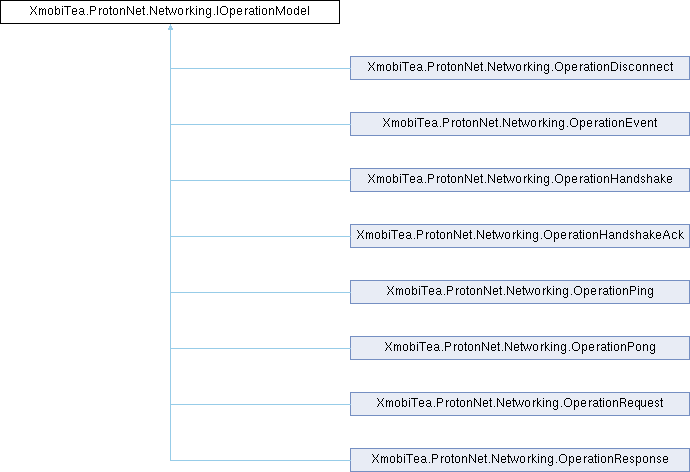 XmobiTea.ProtonNet.Networking.IOperationModel
XmobiTea.ProtonNet.Networking.OperationDisconnect
XmobiTea.ProtonNet.Networking.OperationEvent
XmobiTea.ProtonNet.Networking.OperationHandshake
XmobiTea.ProtonNet.Networking.OperationHandshakeAck
XmobiTea.ProtonNet.Networking.OperationPing
XmobiTea.ProtonNet.Networking.OperationPong
XmobiTea.ProtonNet.Networking.OperationRequest
XmobiTea.ProtonNet.Networking.OperationResponse